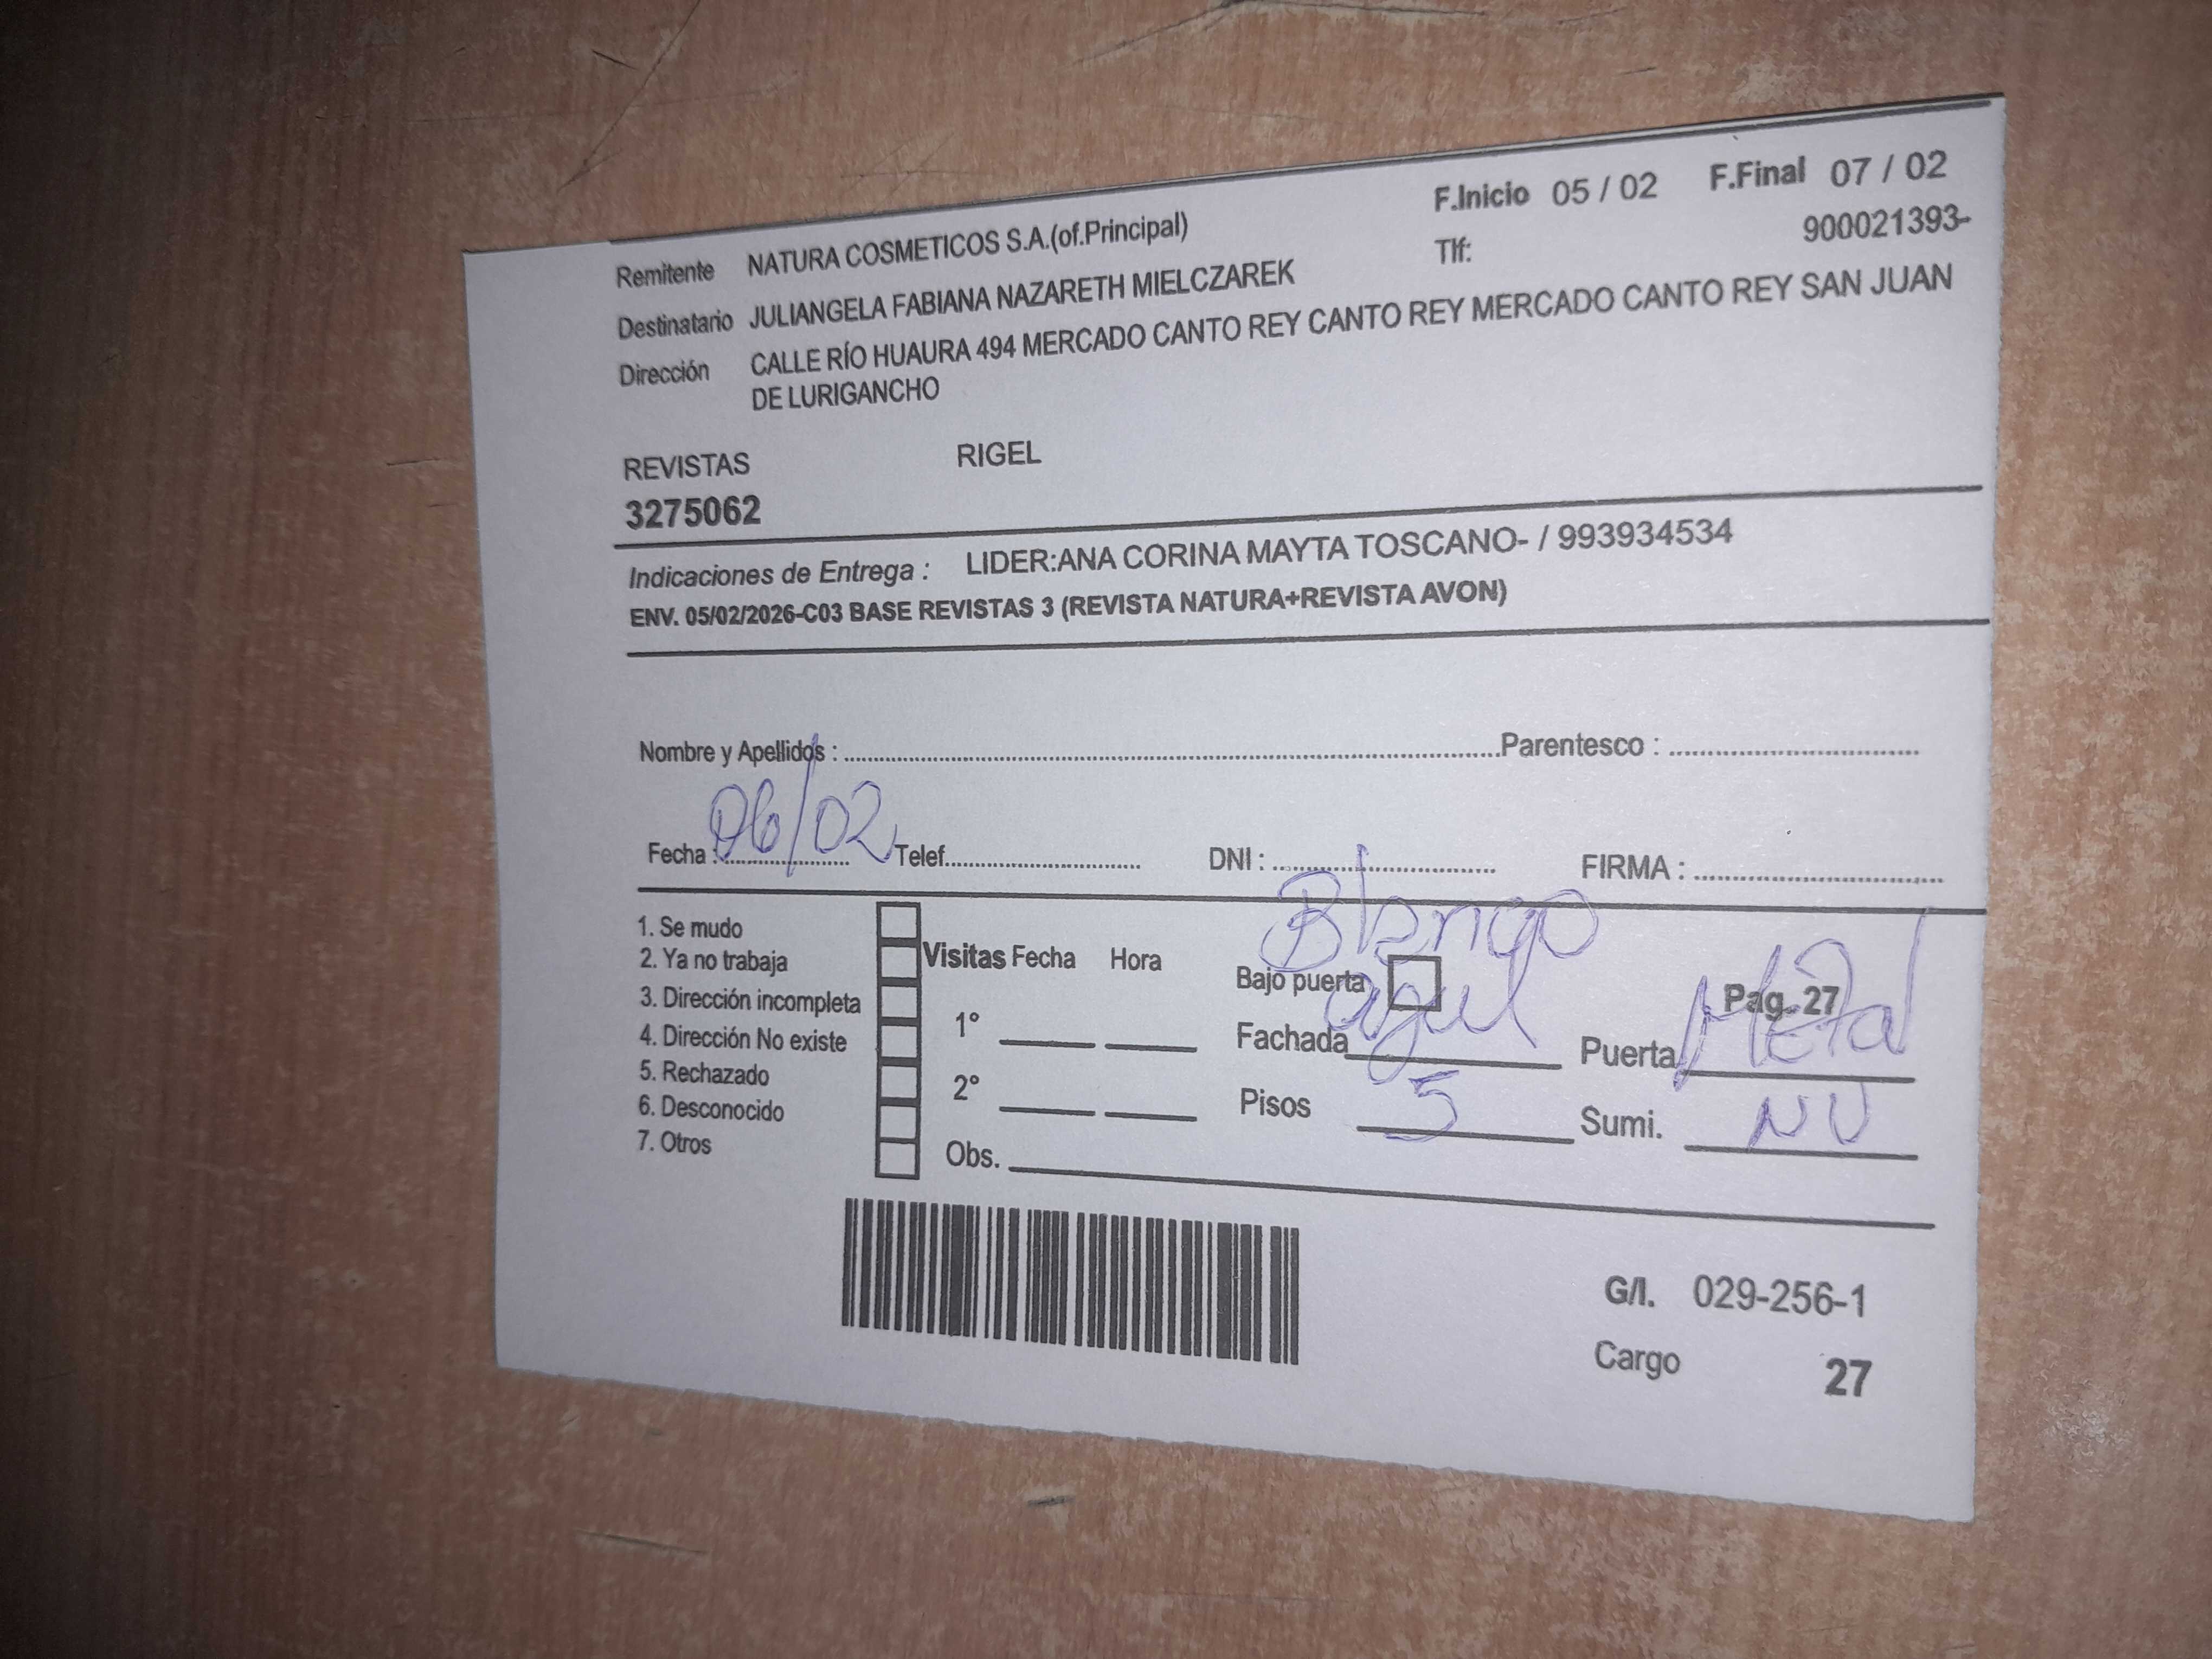 F.Inicio 05 / 02 F.Final 07 / 02
Remitente NATURA COSMETICOS S.A.(of.Principal) Tlf: 900021393-
Destinatario JULIANGELA FABIANA NAZARETH MIELCZAREK
Dirección CALLE RÍO HUAURA 494 MERCADO CANTO REY CANTO REY MERCADO CANTO REY SAN JUAN
DE LURIGANCHO
REVISTAS RIGEL
3275062
Indicaciones de Entrega : LIDER:ANA CORINA MAYTA TOSCANO- / 993934534
ENV. 05/02/2026-C03 BASE REVISTAS 3 (REVISTA NATURA+REVISTA AVON)
Nombre y Apellidos : Parentesco :
Fecha : 06/02 Telef. DNI : FIRMA :
1. Se mudo
2. Ya no trabaja
3. Dirección incompleta
4. Dirección No existe
5. Rechazado
6. Desconocido
7. Otros
Visitas Fecha Hora
1°
2°
Obs.
Blanco
Bajo puerta Pag. 27
Fachada azul Puerta Metal
Pisos 5 Sumi. NV
G/I. 029-256-1
Cargo 27